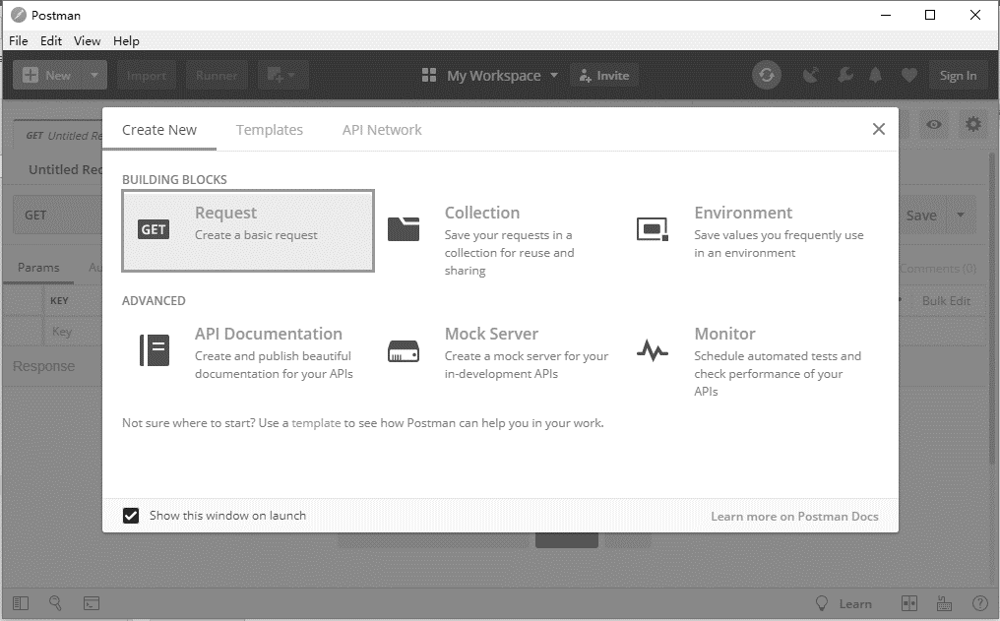 Postman
File Edit View Help
New Import Runner My Workspace Invite Sign In
Create New Templates API Network
GET Untitled Re
Untitled Rec
GET
Save
Params Au
Comments (0)
KEY
Bulk Edit
Key
Response
BUILDING BLOCKS
GET
Request
Create a basic request
Collection
Save your requests in a
collection for reuse and
sharing
Environment
Save values you frequently use
in an environment
ADVANCED
API Documentation
Create and publish beautiful
documentation for your APIs
Mock Server
Create a mock server for your
in-development APIs
Monitor
Schedule automated tests and
check performance of your
APIs
Not sure where to start? Use a template to see how Postman can help you in your work.
Show this window on launch
Learn more on Postman Docs
Learn